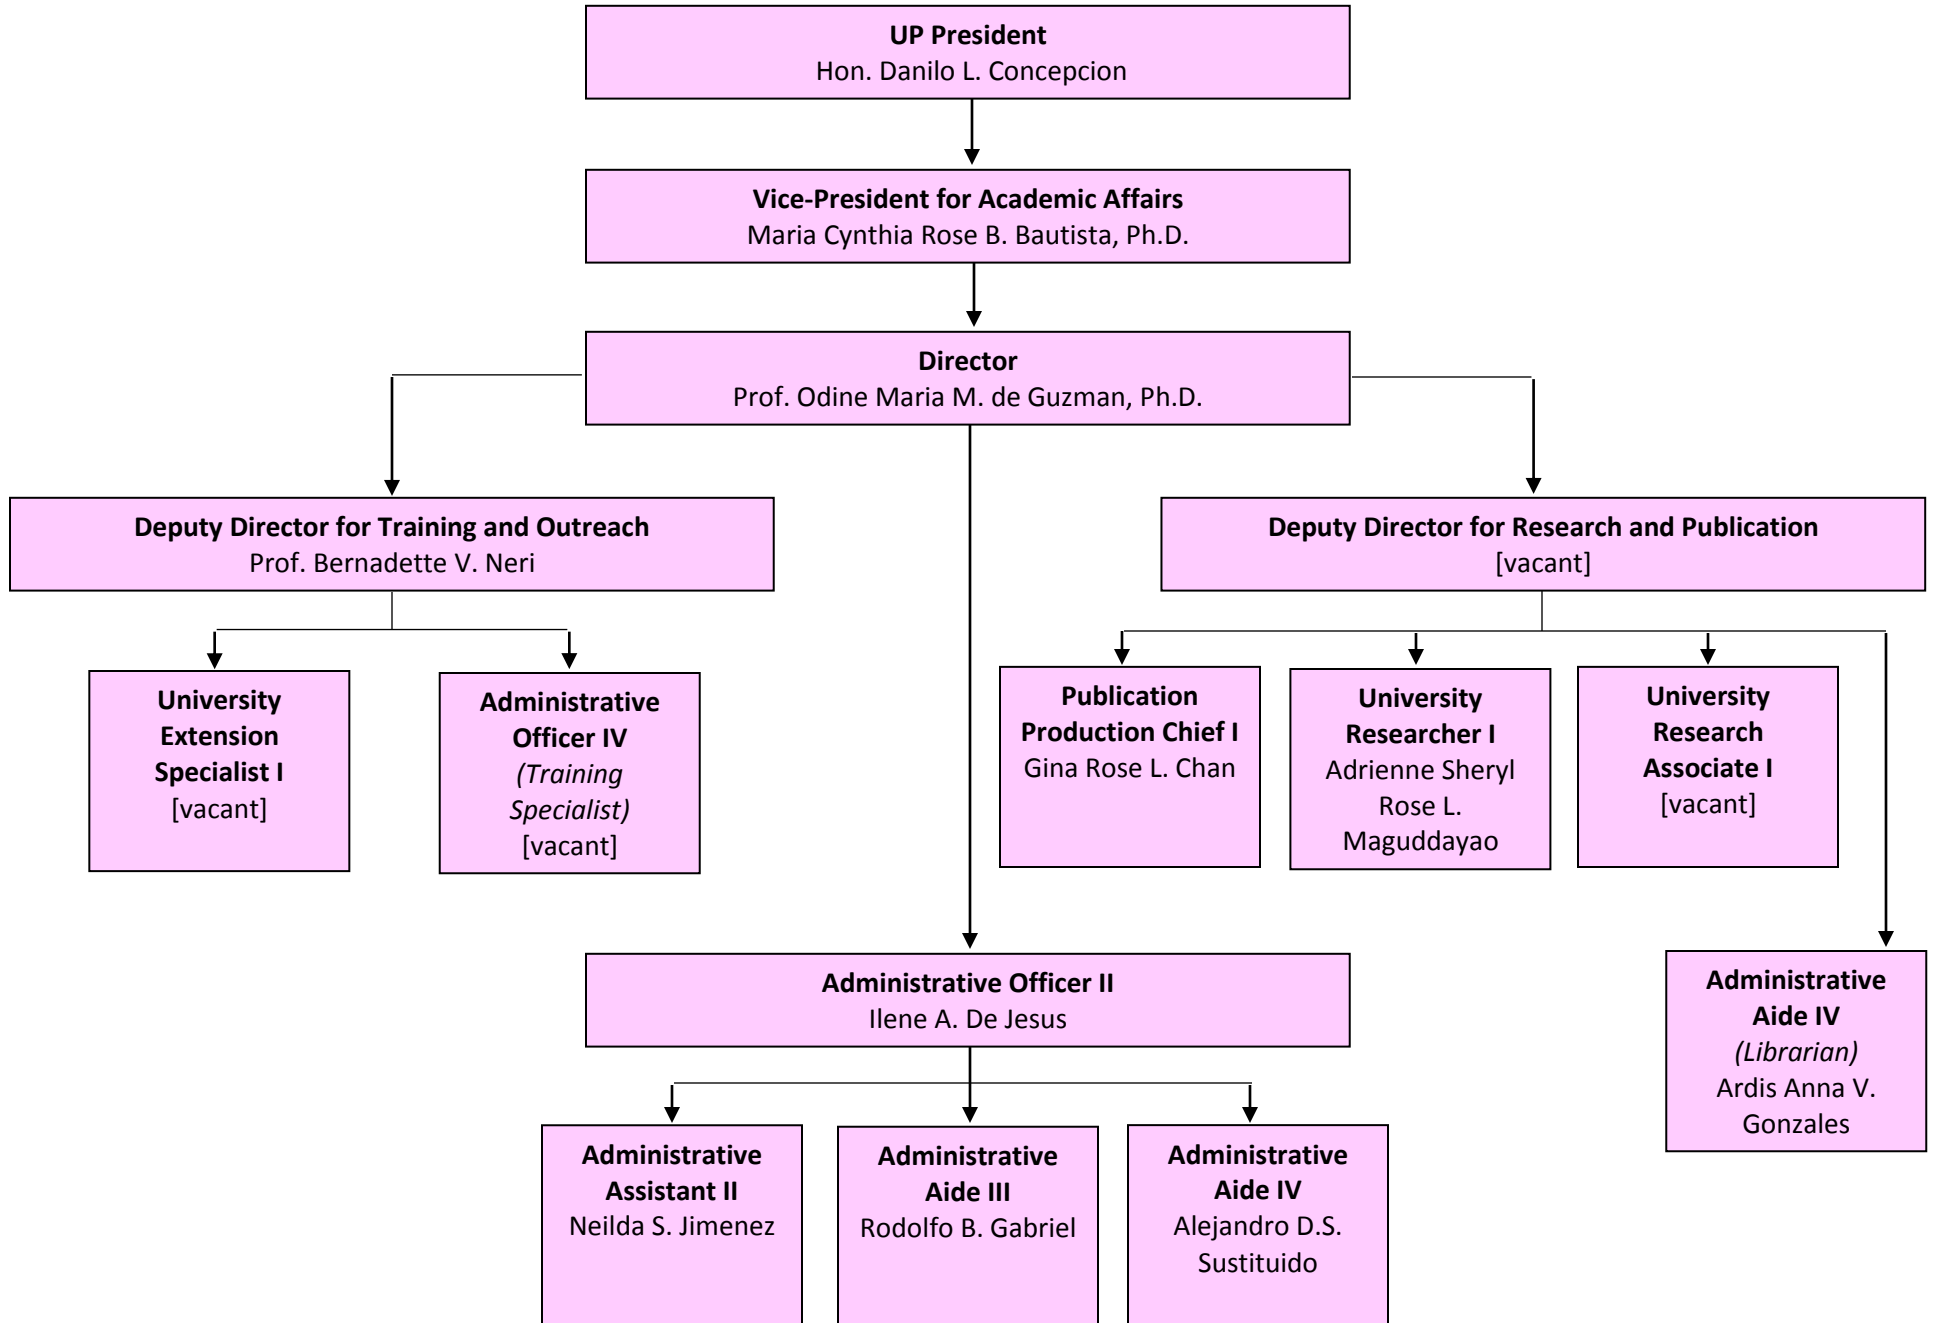 UP President
Hon. Danilo L. Concepcion
Vice-President for Academic Affairs
Maria Cynthia Rose B. Bautista, Ph.D.
Director
Prof. Odine Maria M. de Guzman, Ph.D.
Deputy Director for Training and Outreach
Prof. Bernadette V. Neri
Deputy Director for Research and Publication
[vacant]
University
Extension
Specialist I
[vacant]
Administrative
Officer IV
(Training
Specialist)
[vacant]
Publication
Production Chief I
Gina Rose L. Chan
University
Researcher I
Adrienne Sheryl
Rose L.
Maguddayao
University
Research
Associate I
[vacant]
Administrative Officer II
Ilene A. De Jesus
Administrative
Aide IV
(Librarian)
Ardis Anna V.
Gonzales
Administrative
Assistant II
Neilda S. Jimenez
Administrative
Aide III
Rodolfo B. Gabriel
Administrative
Aide IV
Alejandro D.S.
Sustituido